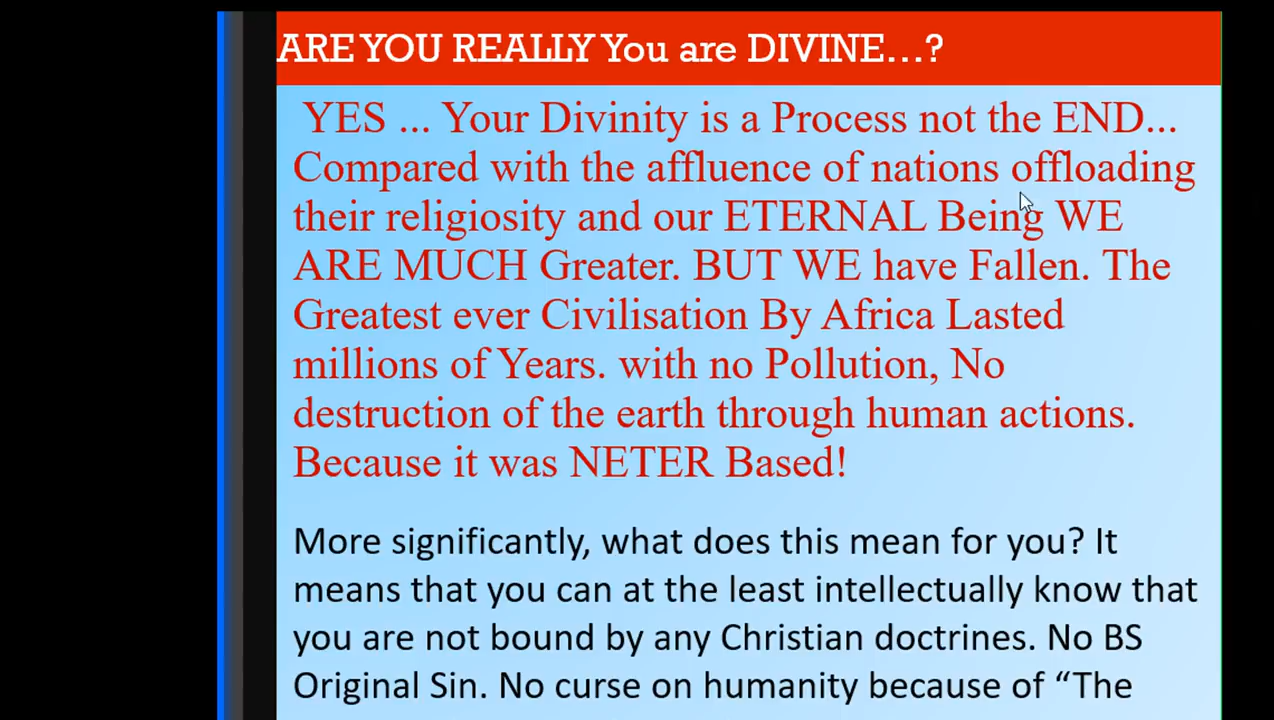 ARE YOU REALLY You are DIVINE...?
YES ... Your Divinity is a Process not the END...
Compared with the affluence of nations offloading
their religiosity and our ETERNAL Being WE
ARE MUCH Greater. BUT WE have Fallen. The
Greatest ever Civilisation By Africa Lasted
millions of Years. with no Pollution, No
destruction of the earth through human actions.
Because it was NETER Based!
More significantly, what does this mean for you? It
means that you can at the least intellectually know that
you are not bound by any Christian doctrines. No BS
Original Sin. No curse on humanity because of “The